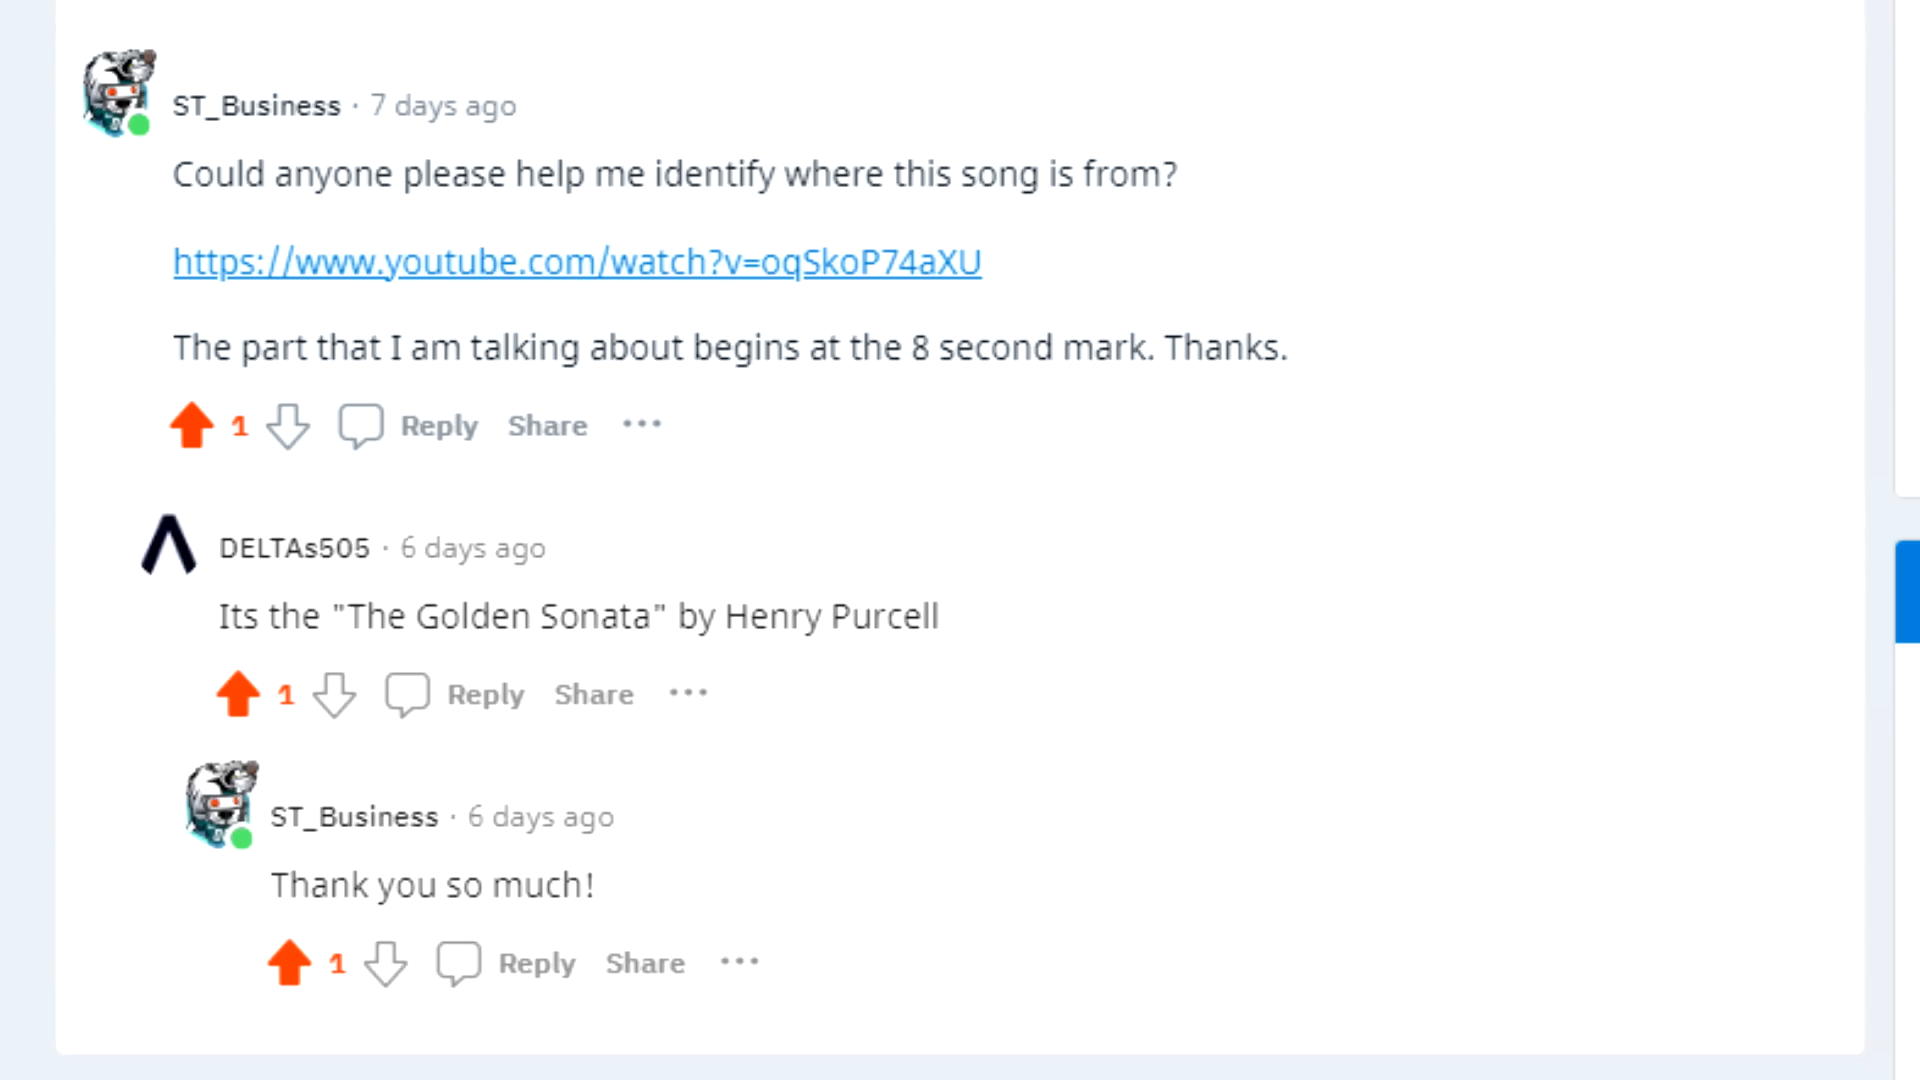 ST_Business · 7 days ago
Could anyone please help me identify where this song is from?
https://www.youtube.com/watch?v=oqSkoP74aXU
The part that I am talking about begins at the 8 second mark. Thanks.
1 Reply Share ···
DELTAs505 · 6 days ago
Its the "The Golden Sonata" by Henry Purcell
1 Reply Share ···
ST_Business · 6 days ago
Thank you so much!
1 Reply Share ···